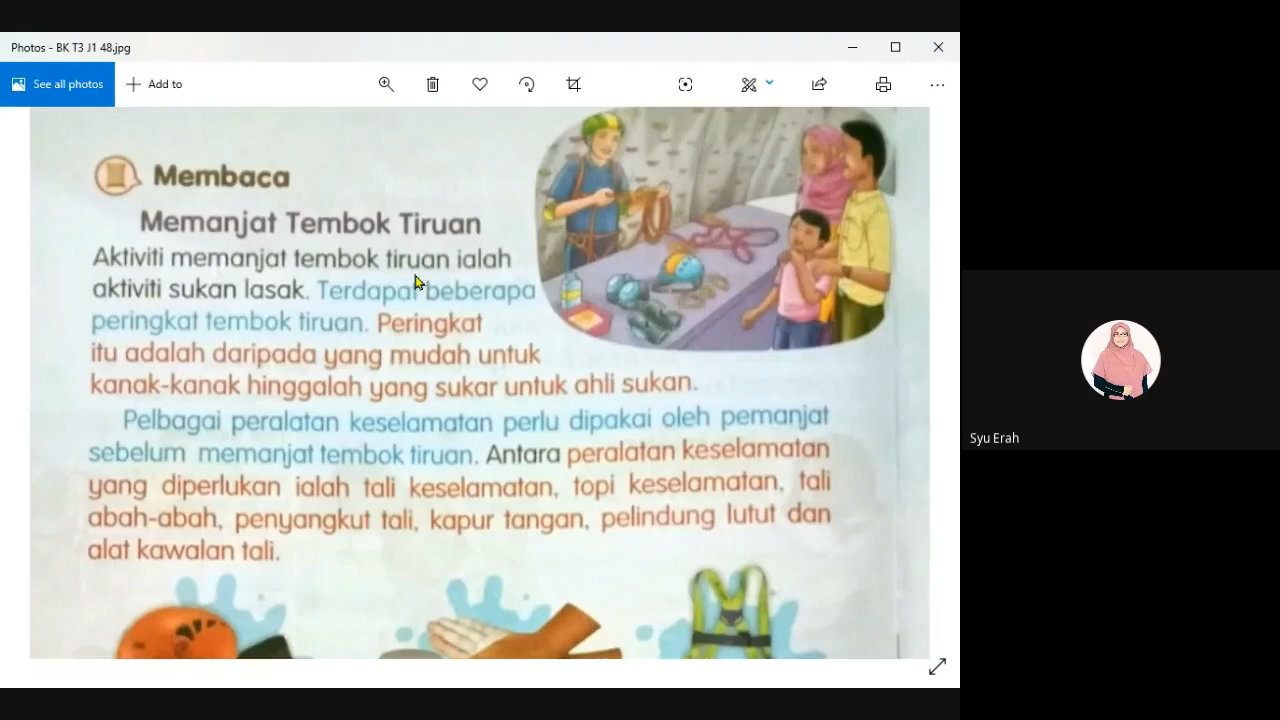 Photos - BK T3 J1 48.jpg
See all photos
Add to
Membaca
Memanjat Tembok Tiruan
Aktiviti memanjat tembok tiruan ialah
aktiviti sukan lasak. Terdapat beberapa
peringkat tembok tiruan. Peringkat
itu adalah daripada yang mudah untuk
kanak-kanak hinggalah yang sukar untuk ahli sukan.
Pelbagai peralatan keselamatan perlu dipakai oleh pemanjat
sebelum memanjat tembok tiruan. Antara peralatan keselamatan
yang diperlukan ialah tali keselamatan, topi keselamatan, tali
abah-abah, penyangkut tali, kapur tangan, pelindung lutut dan
alat kawalan tali.
Syu Erah